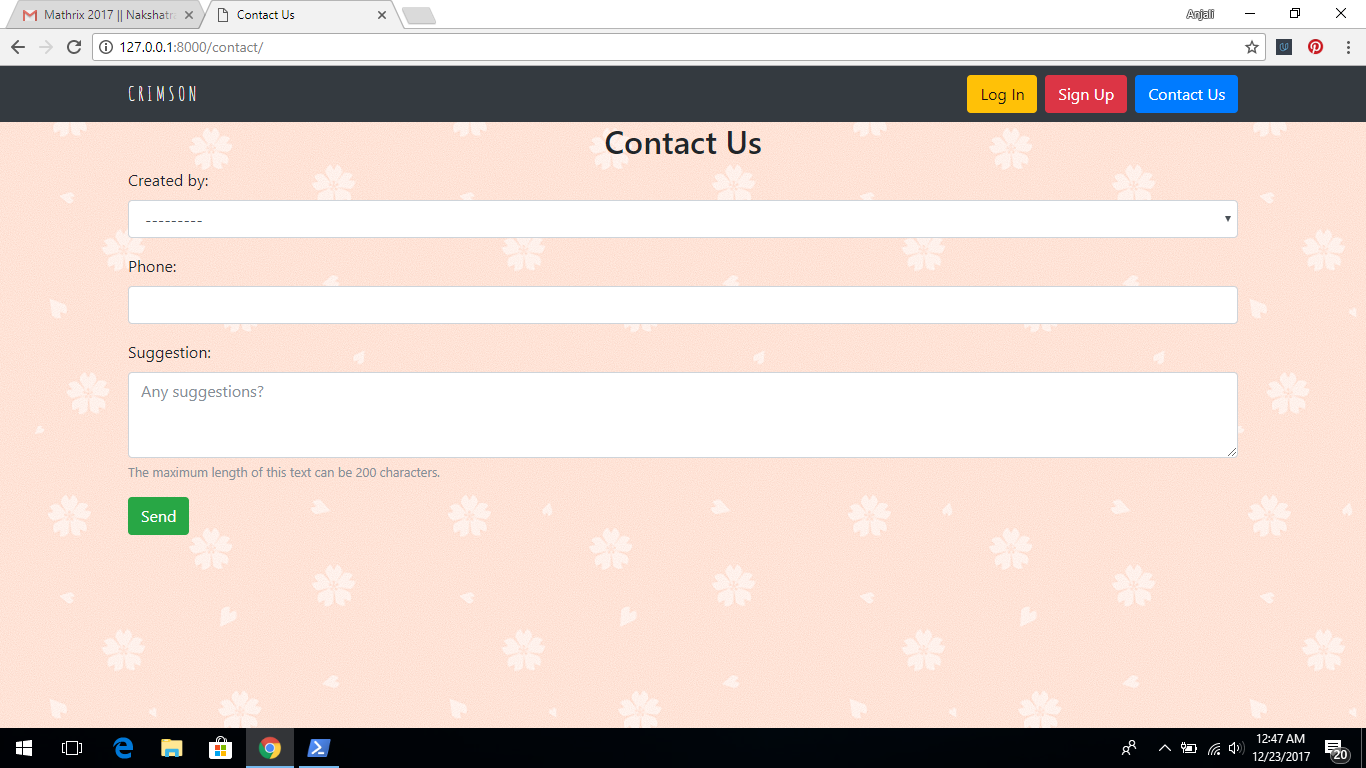 Mathrix 2017 || Nakshatr
Contact Us
Anjali
127.0.0.1:8000/contact/
CRIMSON
Log In
Sign Up
Contact Us
Contact Us
Created by:
---------
Phone:
Suggestion:
Any suggestions?
The maximum length of this text can be 200 characters.
Send
12:47 AM
12/23/2017
20